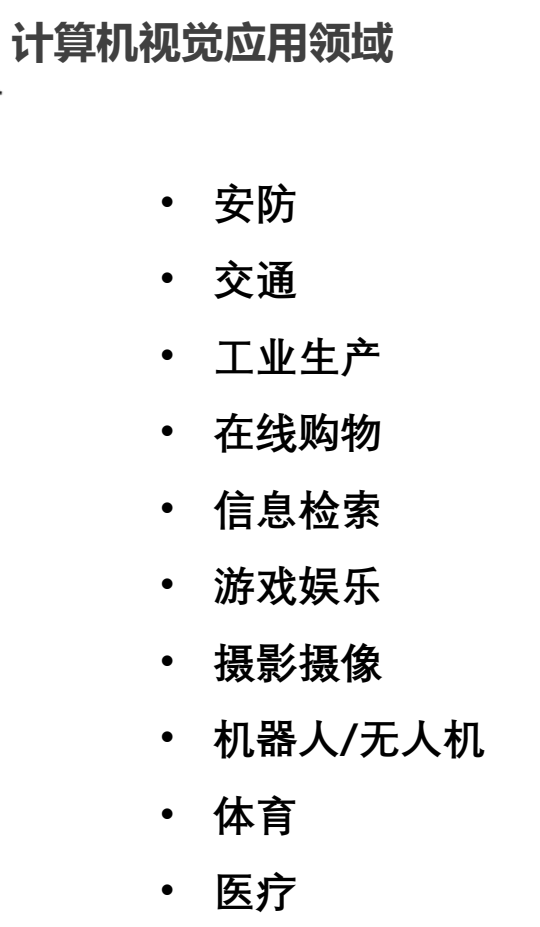 计算机视觉应用领域
• 安防
• 交通
• 工业生产
• 在线购物
• 信息检索
• 游戏娱乐
• 摄影摄像
• 机器人/无人机
• 体育
• 医疗